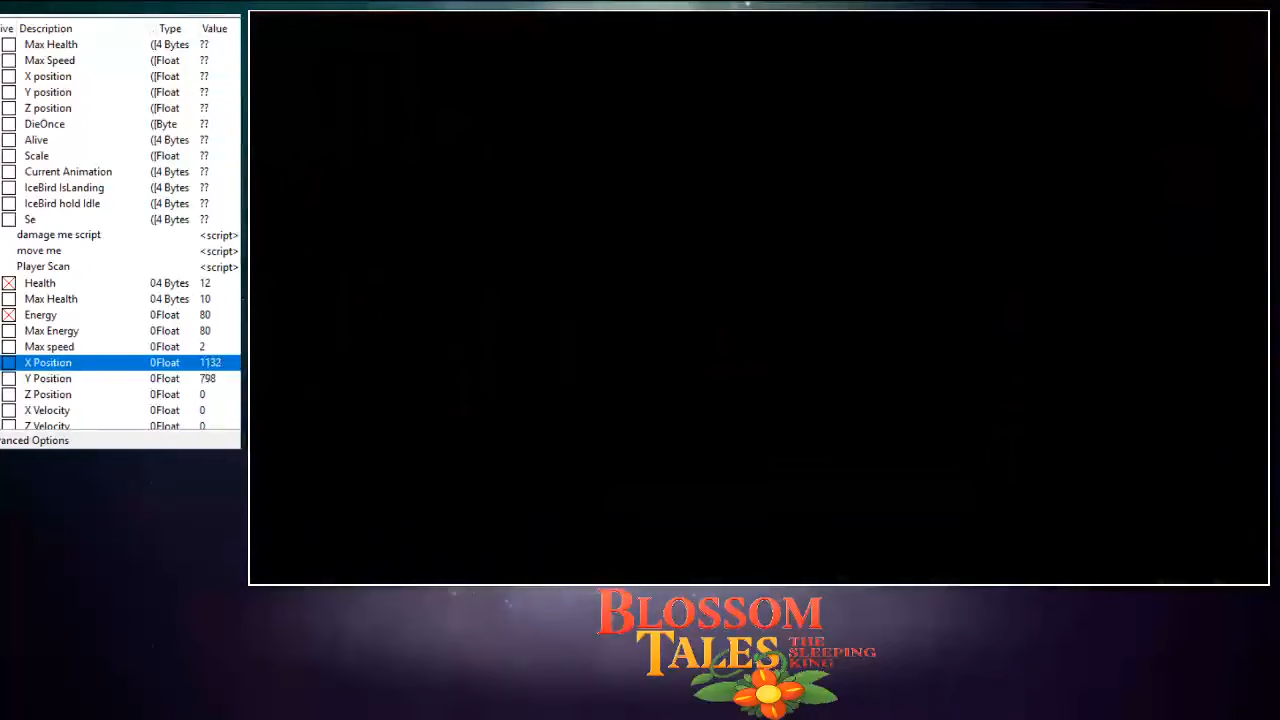 ive Description Type Value
Max Health ([4 Bytes ??
Max Speed ([Float ??
X position ([Float ??
Y position ([Float ??
Z position ([Float ??
DieOnce ([Byte ??
Alive ([4 Bytes ??
Scale ([Float ??
Current Animation ([4 Bytes ??
IceBird IsLanding ([4 Bytes ??
IceBird hold Idle ([4 Bytes ??
Se ([4 Bytes ??
damage me script <script>
move me <script>
Player Scan <script>
Health 04 Bytes 12
Max Health 04 Bytes 10
Energy 0Float 80
Max Energy 0Float 80
Max speed 0Float 2
X Position 0Float 1132
Y Position 0Float 798
Z Position 0Float 0
X Velocity 0Float 0
Z Velocity 0Float 0
anced Options
BLOSSOM
TALES THE
SLEEPING
KING